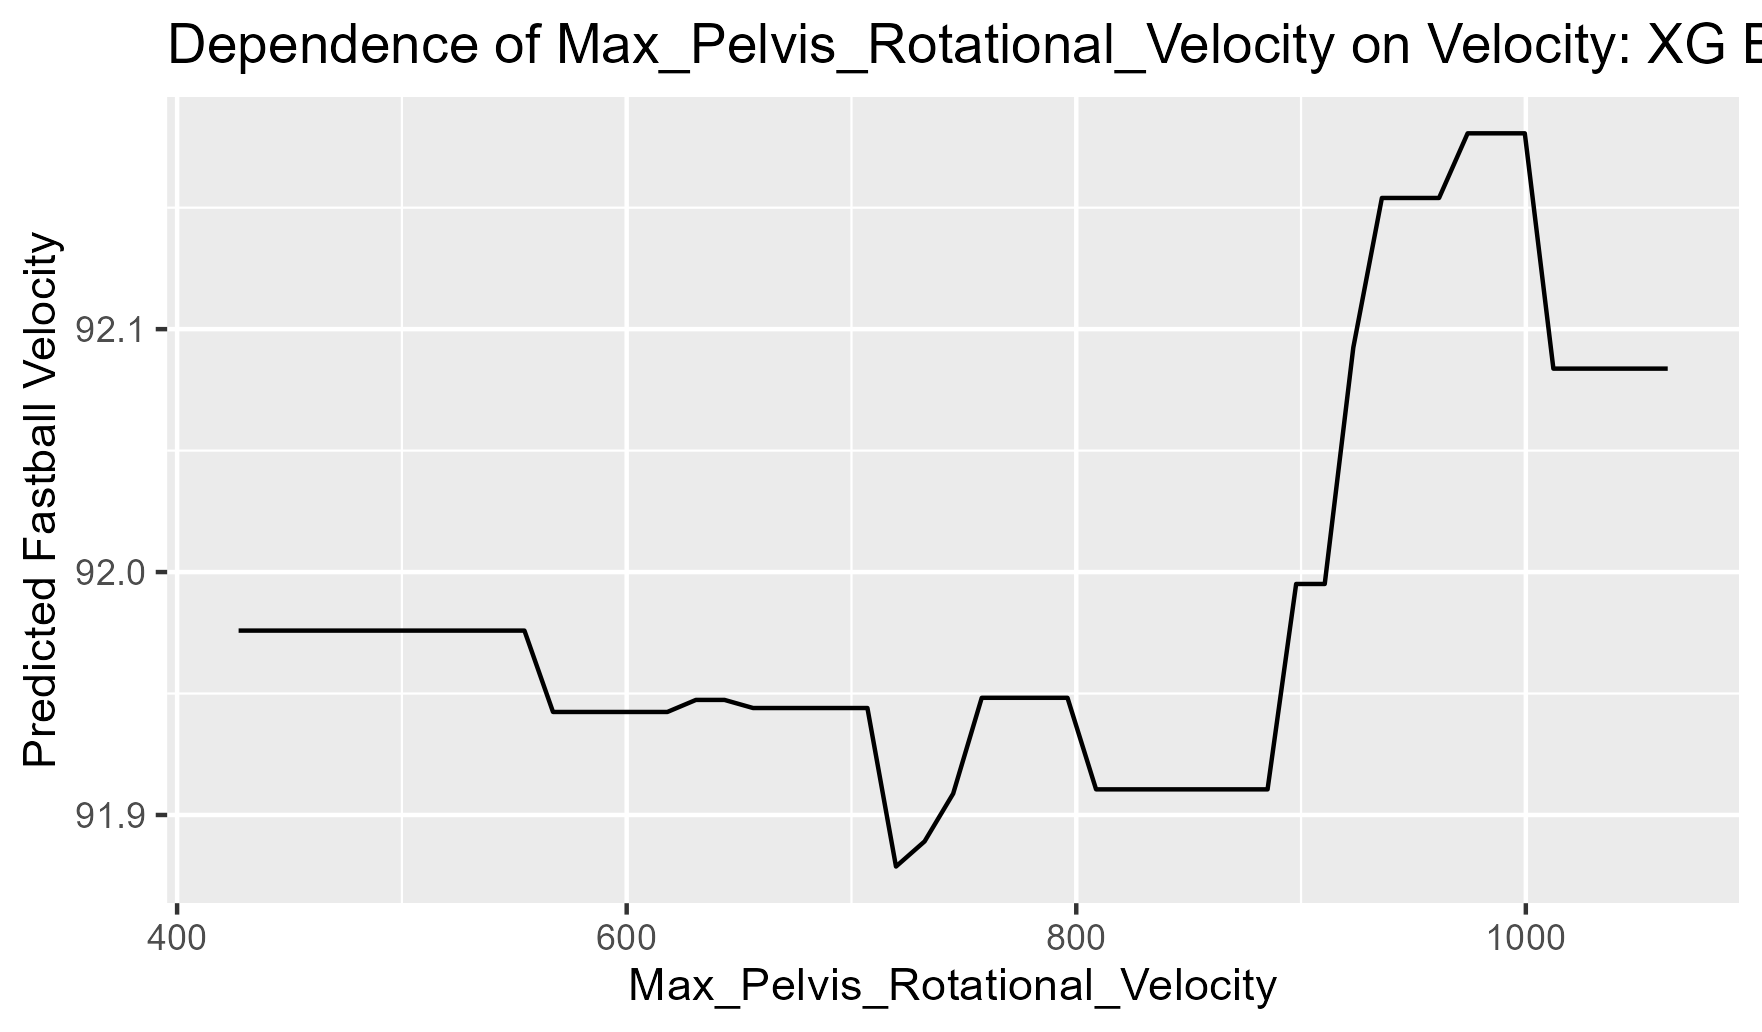 Dependence of Max_Pelvis_Rotational_Velocity on Velocity: XG
Predicted Fastball Velocity
92.1
92.0
91.9
400 600 800 1000
Max_Pelvis_Rotational_Velocity